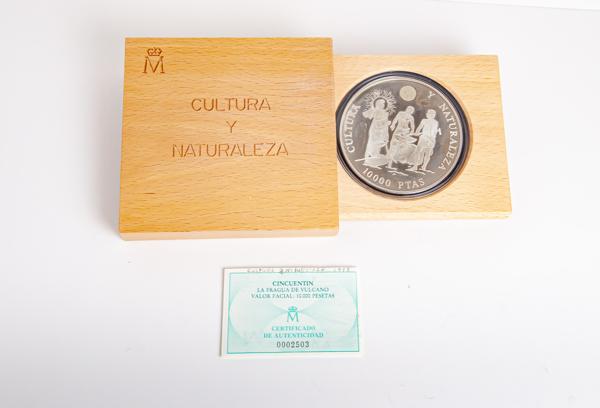 M
CULTURA
Y
NATURALEZA
CULTURA Y NATURALEZA
10000 PTAS
CINCUENTIN
LA FRAGUA DE VULCANO
VALOR FACIAL: 10.000 PESETAS
M
CERTIFICADO
DE AUTENTICIDAD
0002503